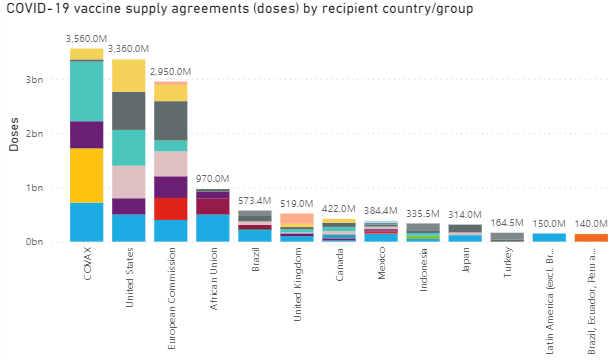 COVID-19 vaccine supply agreements (doses) by recipient country/group
3,560.0M
3,360.0M
2,950.0M
970.0M
573.4M
519.0M
422.0M
384.4M
335.5M
314.0M
164.5M
150.0M
140.0M
3bn
2bn
1bn
0bn
Doses
COVAX
United States
European Commission
African Union
Brazil
United Kingdom
Canada
Mexico
Indonesia
Japan
Turkey
Latin America (excl. Br...
Brazil, Ecuador, Peru a...